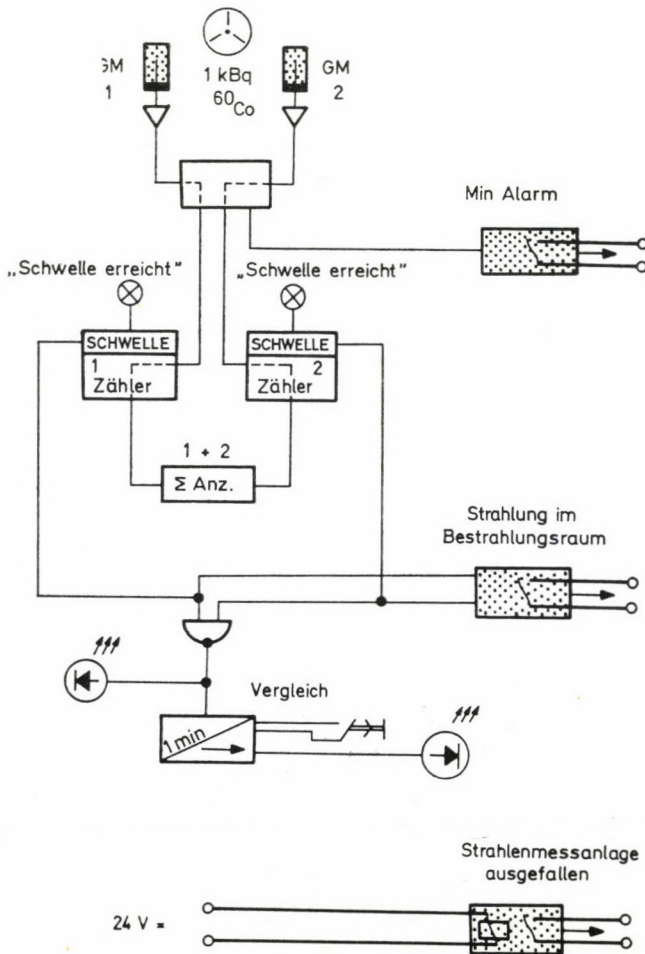 GM
1
1 kBq
60Co
GM
2
Min Alarm
„Schwelle erreicht"
„Schwelle erreicht"
SCHWELLE
1
Zähler
SCHWELLE
2
Zähler
1 + 2
Σ Anz.
Strahlung im
Bestrahlungsraum
Vergleich
1 min
Strahlenmessanlage
ausgefallen
24 V =